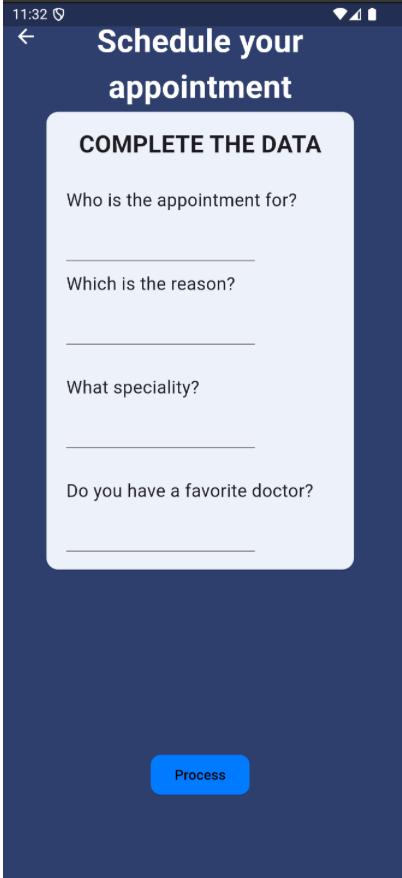 11:32
Schedule your
appointment
COMPLETE THE DATA
Who is the appointment for?
Which is the reason?
What speciality?
Do you have a favorite doctor?
Process